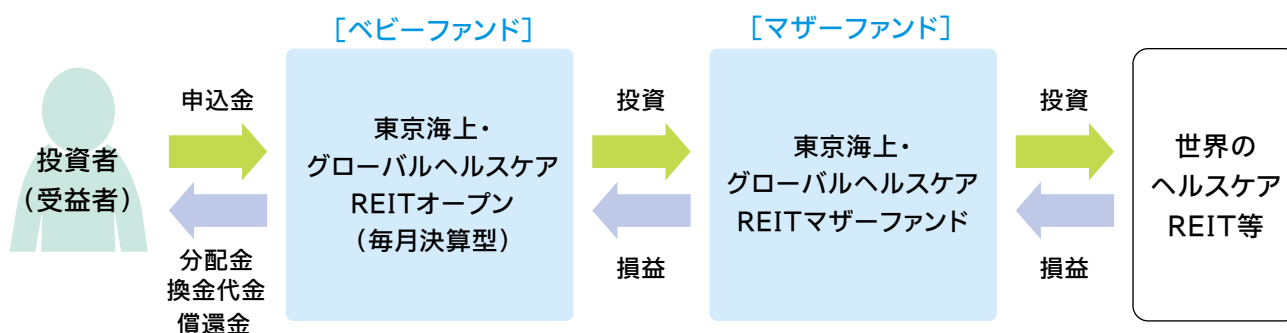 ［ベビーファンド］
［マザーファンド］
投資者
（受益者）
申込金
分配金
換金代金
償還金
東京海上・
グローバルヘルスケア
REITオープン
（毎月決算型）
投資
損益
東京海上・
グローバルヘルスケア
REITマザーファンド
投資
損益
世界の
ヘルスケア
REIT等